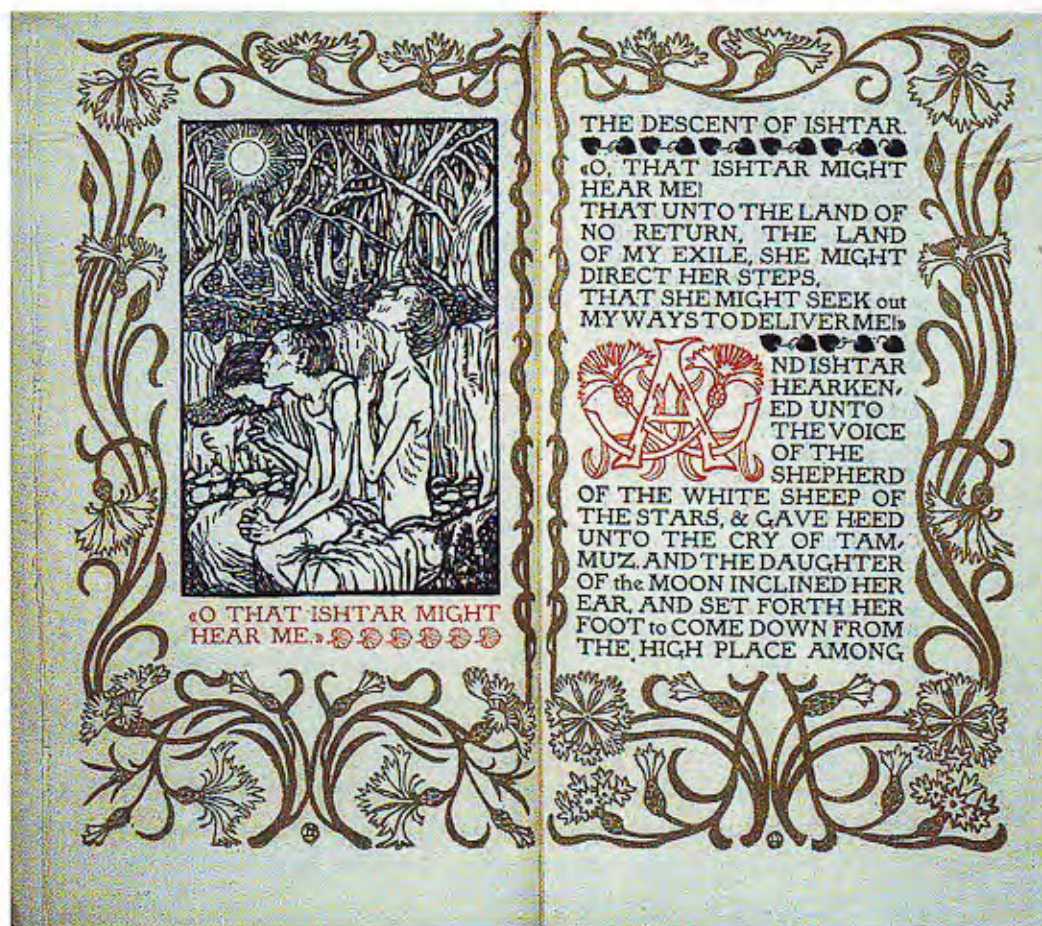 «O THAT ISHTAR MIGHT
HEAR ME.»
THE DESCENT OF ISHTAR.
«O, THAT ISHTAR MIGHT
HEAR ME!
THAT UNTO THE LAND OF
NO RETURN, THE LAND
OF MY EXILE, SHE MIGHT
DIRECT HER STEPS,
THAT SHE MIGHT SEEK out
MY WAYS TO DELIVER ME!»
AND ISHTAR
HEARKEN,
ED UNTO
THE VOICE
OF THE
SHEPHERD
OF THE WHITE SHEEP OF
THE STARS, & GAVE HEED
UNTO THE CRY OF TAM,
MUZ. AND THE DAUGHTER
OF the MOON INCLINED HER
EAR, AND SET FORTH HER
FOOT to COME DOWN FROM
THE HIGH PLACE AMONG